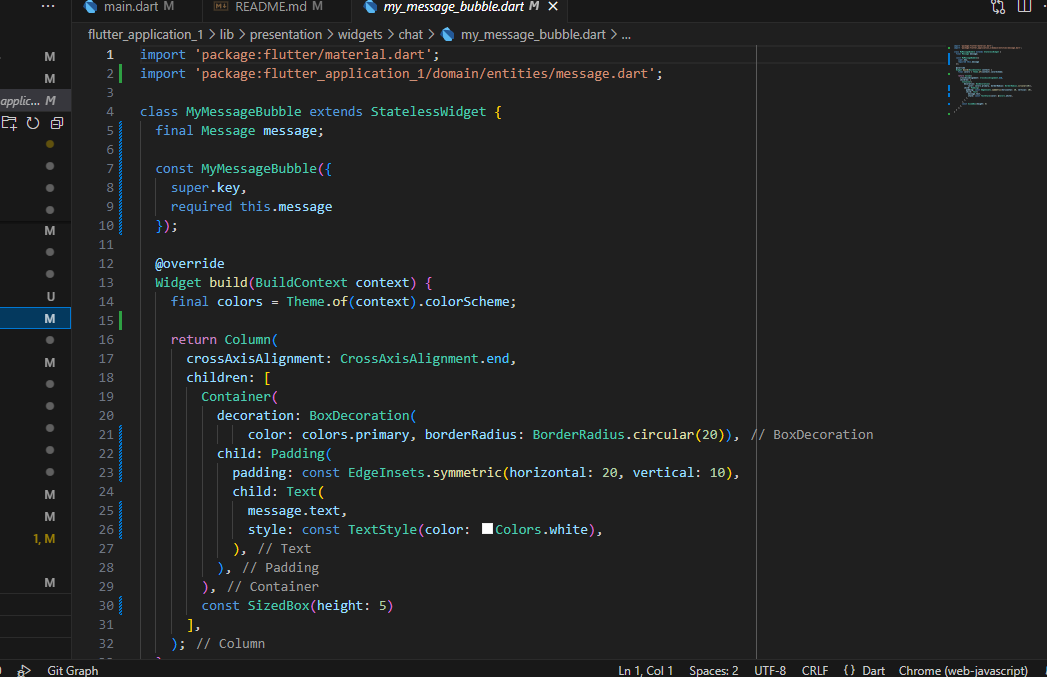 main.dart M README.md M my_message_bubble.dart M
flutter_application_1 > lib > presentation > widgets > chat > my_message_bubble.dart > ...
M
M
applic... M
M
U
M
M
M
M
1, M
M
1 import 'package:flutter/material.dart';
2 import 'package:flutter_application_1/domain/entities/message.dart';
3
4 class MyMessageBubble extends StatelessWidget {
5   final Message message;
6
7   const MyMessageBubble({
8     super.key,
9     required this.message
10   });
11
12   @override
13   Widget build(BuildContext context) {
14     final colors = Theme.of(context).colorScheme;
15
16     return Column(
17       crossAxisAlignment: CrossAxisAlignment.end,
18       children: [
19         Container(
20           decoration: BoxDecoration(
21               color: colors.primary, borderRadius: BorderRadius.circular(20)), // BoxDecoration
22           child: Padding(
23             padding: const EdgeInsets.symmetric(horizontal: 20, vertical: 10),
24             child: Text(
25               message.text,
26               style: const TextStyle(color: Colors.white),
27             ), // Text
28           ), // Padding
29         ), // Container
30         const SizedBox(height: 5)
31       ],
32     ); // Column
Git Graph Ln 1, Col 1 Spaces: 2 UTF-8 CRLF {} Dart Chrome (web-javascript)